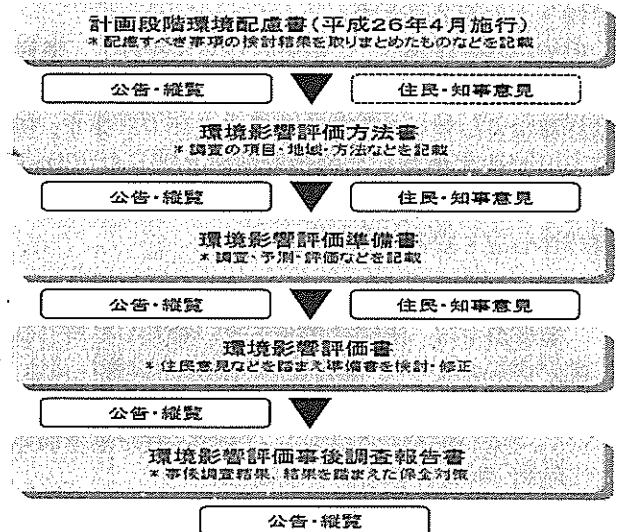 計画段階環境配慮書(平成26年4月施行)
*配慮すべき事項の検討結果を取りまとめたものなどを記載
公告・縦覧
住民・知事意見
環境影響評価方法書
*調査の項目・地域・方法などを記載
公告・縦覧
住民・知事意見
環境影響評価準備書
*調査・予測・評価などを記載
公告・縦覧
住民・知事意見
環境影響評価書
*住民意見などを踏まえ準備書を検討・修正
公告・縦覧
環境影響評価事後調査報告書
*事後調査結果、結果を踏まえた保全対策
公告・縦覧